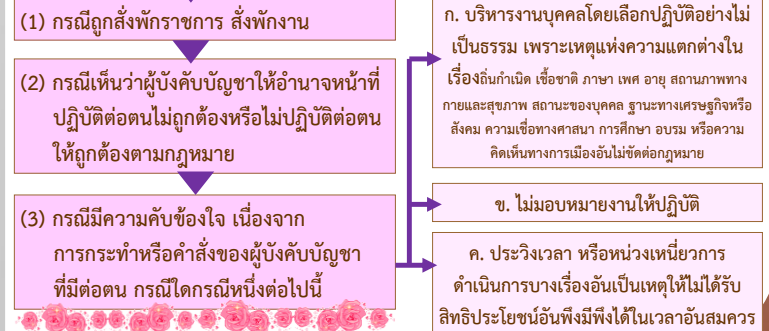 (1) กรณีถูกสั่งพักราชการ สั่งพักงาน
(2) กรณีเห็นว่าผู้บังคับบัญชาให้อำนาจหน้าที่
ปฏิบัติต่อตนไม่ถูกต้องหรือไม่ปฏิบัติต่อตน
ให้ถูกต้องตามกฎหมาย
(3) กรณีมีความคับข้องใจ เนื่องจาก
การกระทำหรือคำสั่งของผู้บังคับบัญชา
ที่มีต่อตน กรณีใดกรณีหนึ่งต่อไปนี้
ก. บริหารงานบุคคลโดยเลือกปฏิบัติอย่างไม่
เป็นธรรม เพราะเหตุแห่งความแตกต่างใน
เรื่องถิ่นกำเนิด เชื้อชาติ ภาษา เพศ อายุ สถานภาพทาง
กายและสุขภาพ สถานะของบุคคล ฐานะทางเศรษฐกิจหรือ
สังคม ความเชื่อทางศาสนา การศึกษา อบรม หรือความ
คิดเห็นทางการเมืองอันไม่ขัดต่อกฎหมาย
ข. ไม่มอบหมายงานให้ปฏิบัติ
ค. ประวิงเวลา หรือหน่วงเหนี่ยวการ
ดำเนินการบางเรื่องอันเป็นเหตุให้ไม่ได้รับ
สิทธิประโยชน์อันพึงมีพึงได้ในเวลาอันสมควร